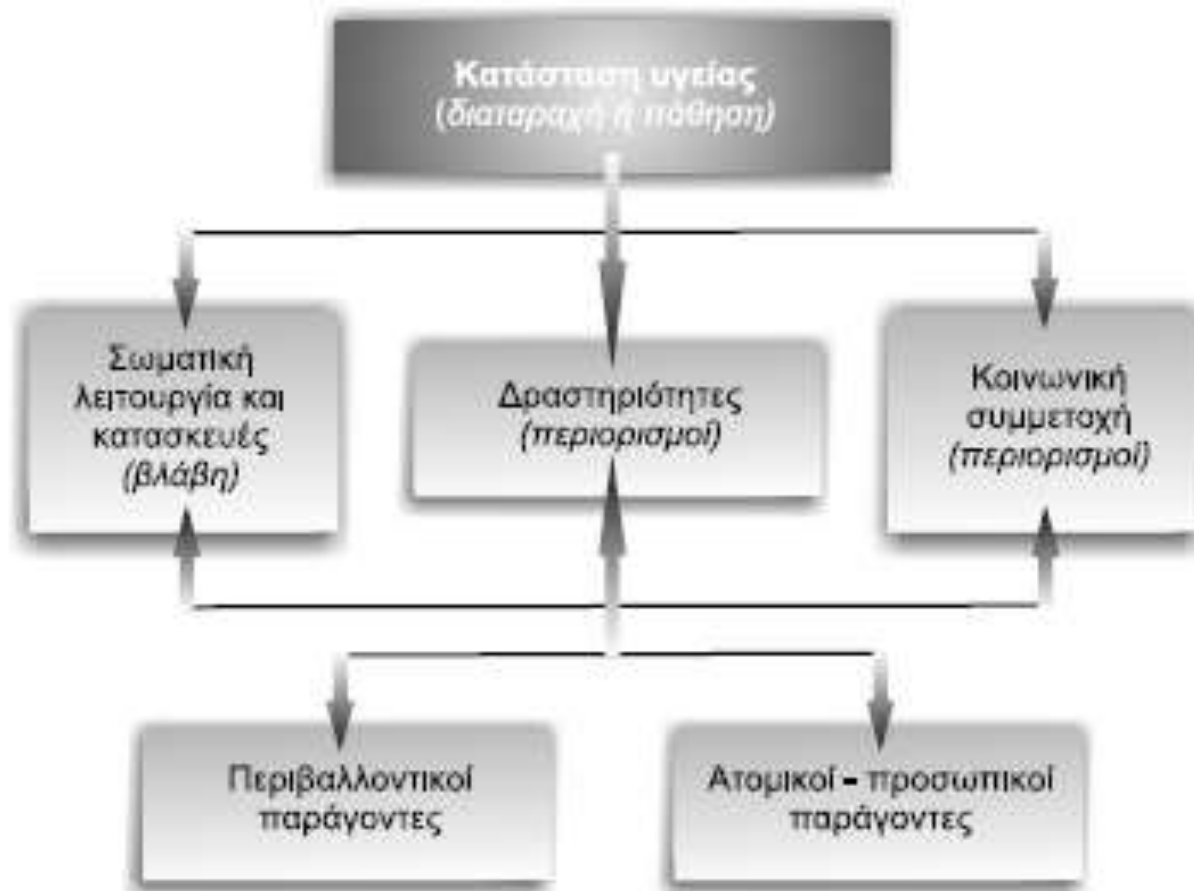 Κατάσταση υγείας
(διαταραχή ή πάθηση)
Σωματική
λειτουργία και
κατασκευές
(βλάβη)
Δραστηριότητες
(περιορισμοί)
Κοινωνική
συμμετοχή
(περιορισμοί)
Περιβαλλοντικοί
παράγοντες
Ατομικοί - προσωπικοί
παράγοντες